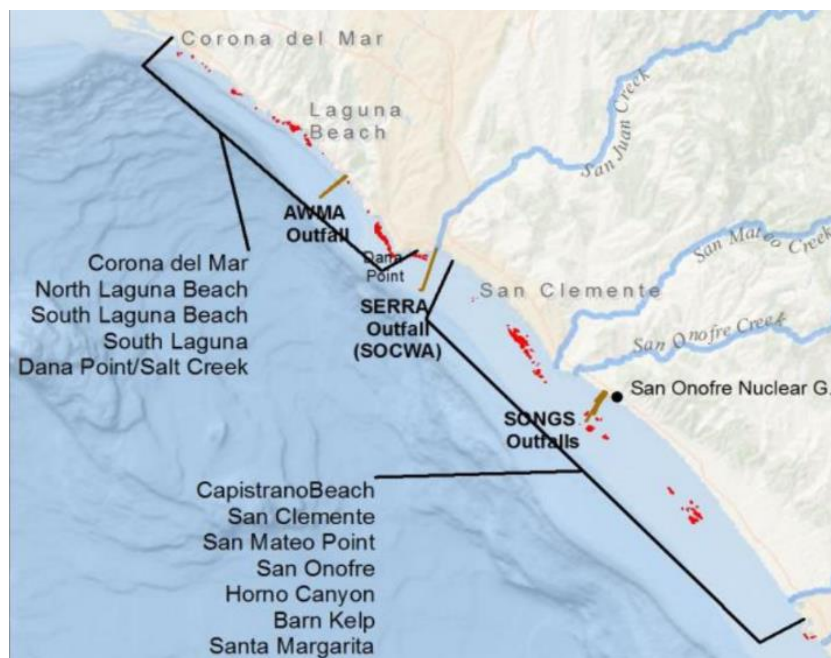 Corona del Mar
Laguna
Beach
San Juan Creek
AWMA
Outfall
San Mateo Creek
Corona del Mar
North Laguna Beach
South Laguna Beach
South Laguna
Dana Point/Salt Creek
Dana
Point
San Clemente
SERRA
Outfall
(SOCWA)
San Onofre Creek
San Onofre Nuclear G.
SONGS
Outfalls
CapistranoBeach
San Clemente
San Mateo Point
San Onofre
Horno Canyon
Barn Kelp
Santa Margarita